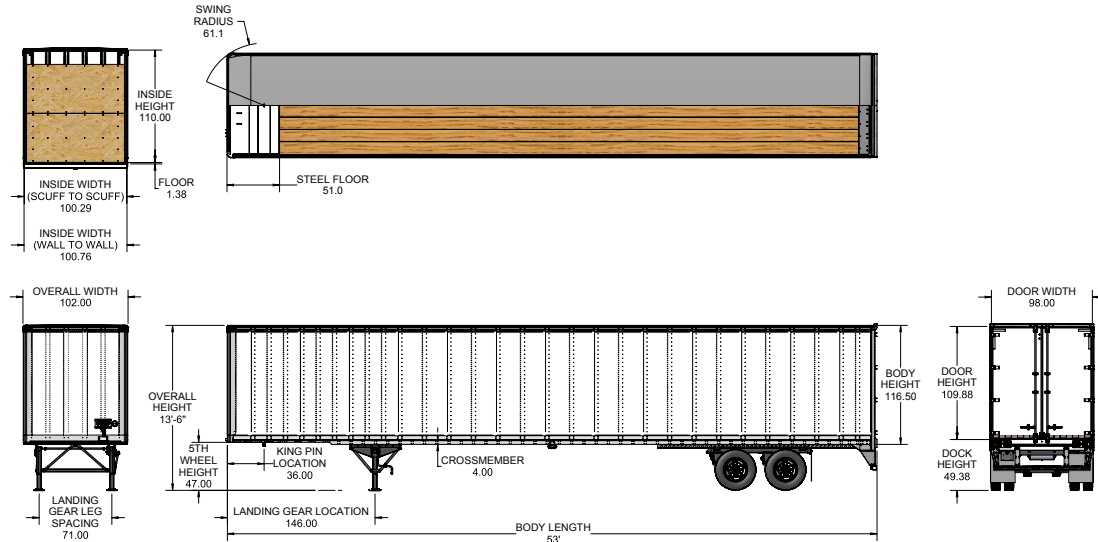 SWING
RADIUS
61.1
INSIDE
HEIGHT
110.00
FLOOR
1.38
STEEL FLOOR
51.0
INSIDE WIDTH
(SCUFF TO SCUFF)
100.29
INSIDE WIDTH
(WALL TO WALL)
100.76
OVERALL WIDTH
102.00
DOOR WIDTH
98.00
OVERALL
HEIGHT
13'-6"
BODY
HEIGHT
116.50
DOOR
HEIGHT
109.88
5TH
WHEEL
HEIGHT
47.00
KING PIN
LOCATION
36.00
CROSSMEMBER
4.00
DOCK
HEIGHT
49.38
LANDING
GEAR LEG
SPACING
71.00
LANDING GEAR LOCATION
146.00
BODY LENGTH
53'